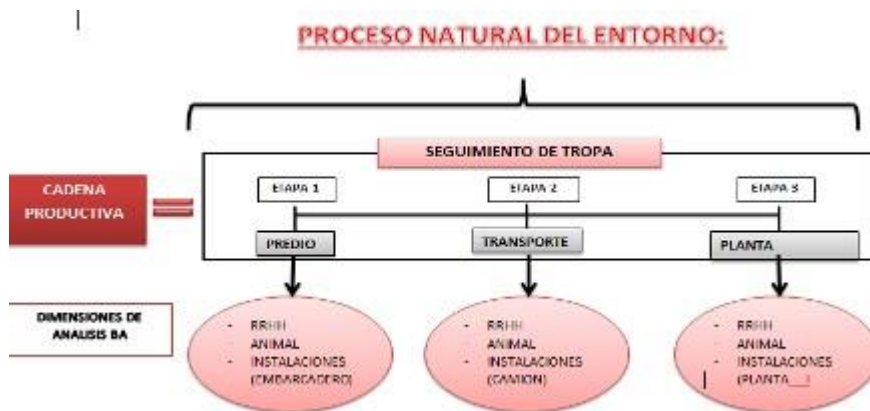 PROCESO NATURAL DEL ENTORNO:
SEGUIMIENTO DE TROPA
CADENA
PRODUCTIVA
ETAPA 1
ETAPA 2
ETAPA 3
PREDIO
TRANSPORTE
PLANTA
DIMENSIONES DE
ANALISIS BA
- RRHH
- ANIMAL
- INSTALACIONES
(EMBARCADERO)
- RRHH
- ANIMAL
- INSTALACIONES
(CAMION)
- RRHH
- ANIMAL
- INSTALACIONES
(PLANTA